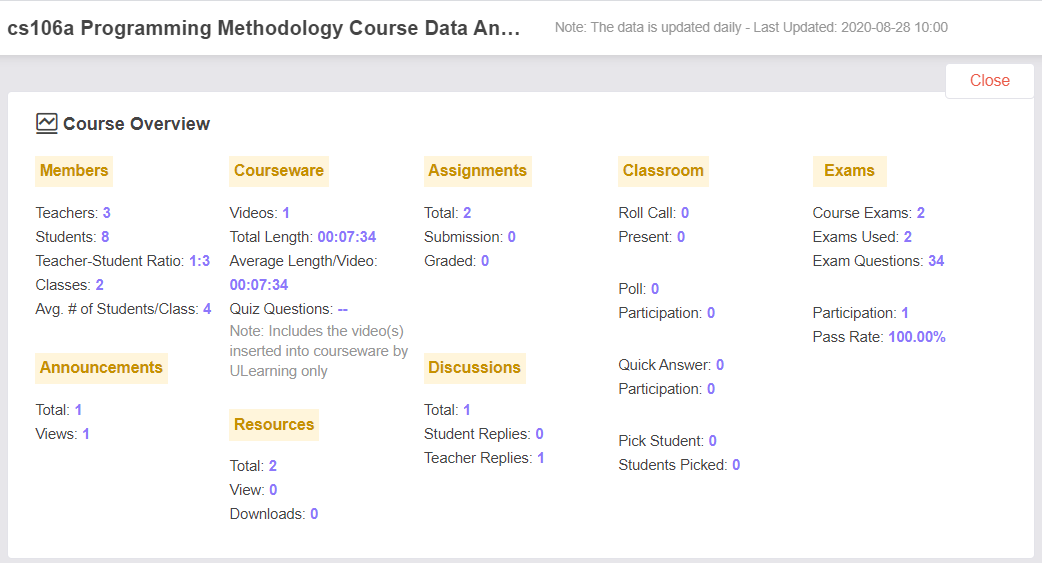 cs106a Programming Methodology Course Data An...
Note: The data is updated daily - Last Updated: 2020-08-28 10:00
Close
Course Overview
Members
Teachers: 3
Students: 8
Teacher-Student Ratio: 1:3
Classes: 2
Avg. # of Students/Class: 4
Announcements
Total: 1
Views: 1
Courseware
Videos: 1
Total Length: 00:07:34
Average Length/Video:
00:07:34
Quiz Questions: --
Note: Includes the video(s)
inserted into courseware by
ULearning only
Resources
Total: 2
View: 0
Downloads: 0
Assignments
Total: 2
Submission: 0
Graded: 0
Discussions
Total: 1
Student Replies: 0
Teacher Replies: 1
Classroom
Roll Call: 0
Present: 0
Poll: 0
Participation: 0
Quick Answer: 0
Participation: 0
Pick Student: 0
Students Picked: 0
Exams
Course Exams: 2
Exams Used: 2
Exam Questions: 34
Participation: 1
Pass Rate: 100.00%